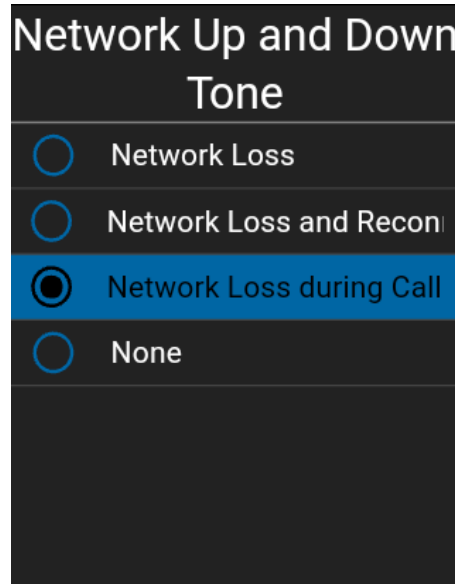 Network Up and Down
Tone
Network Loss
Network Loss and Recon
Network Loss during Call
None